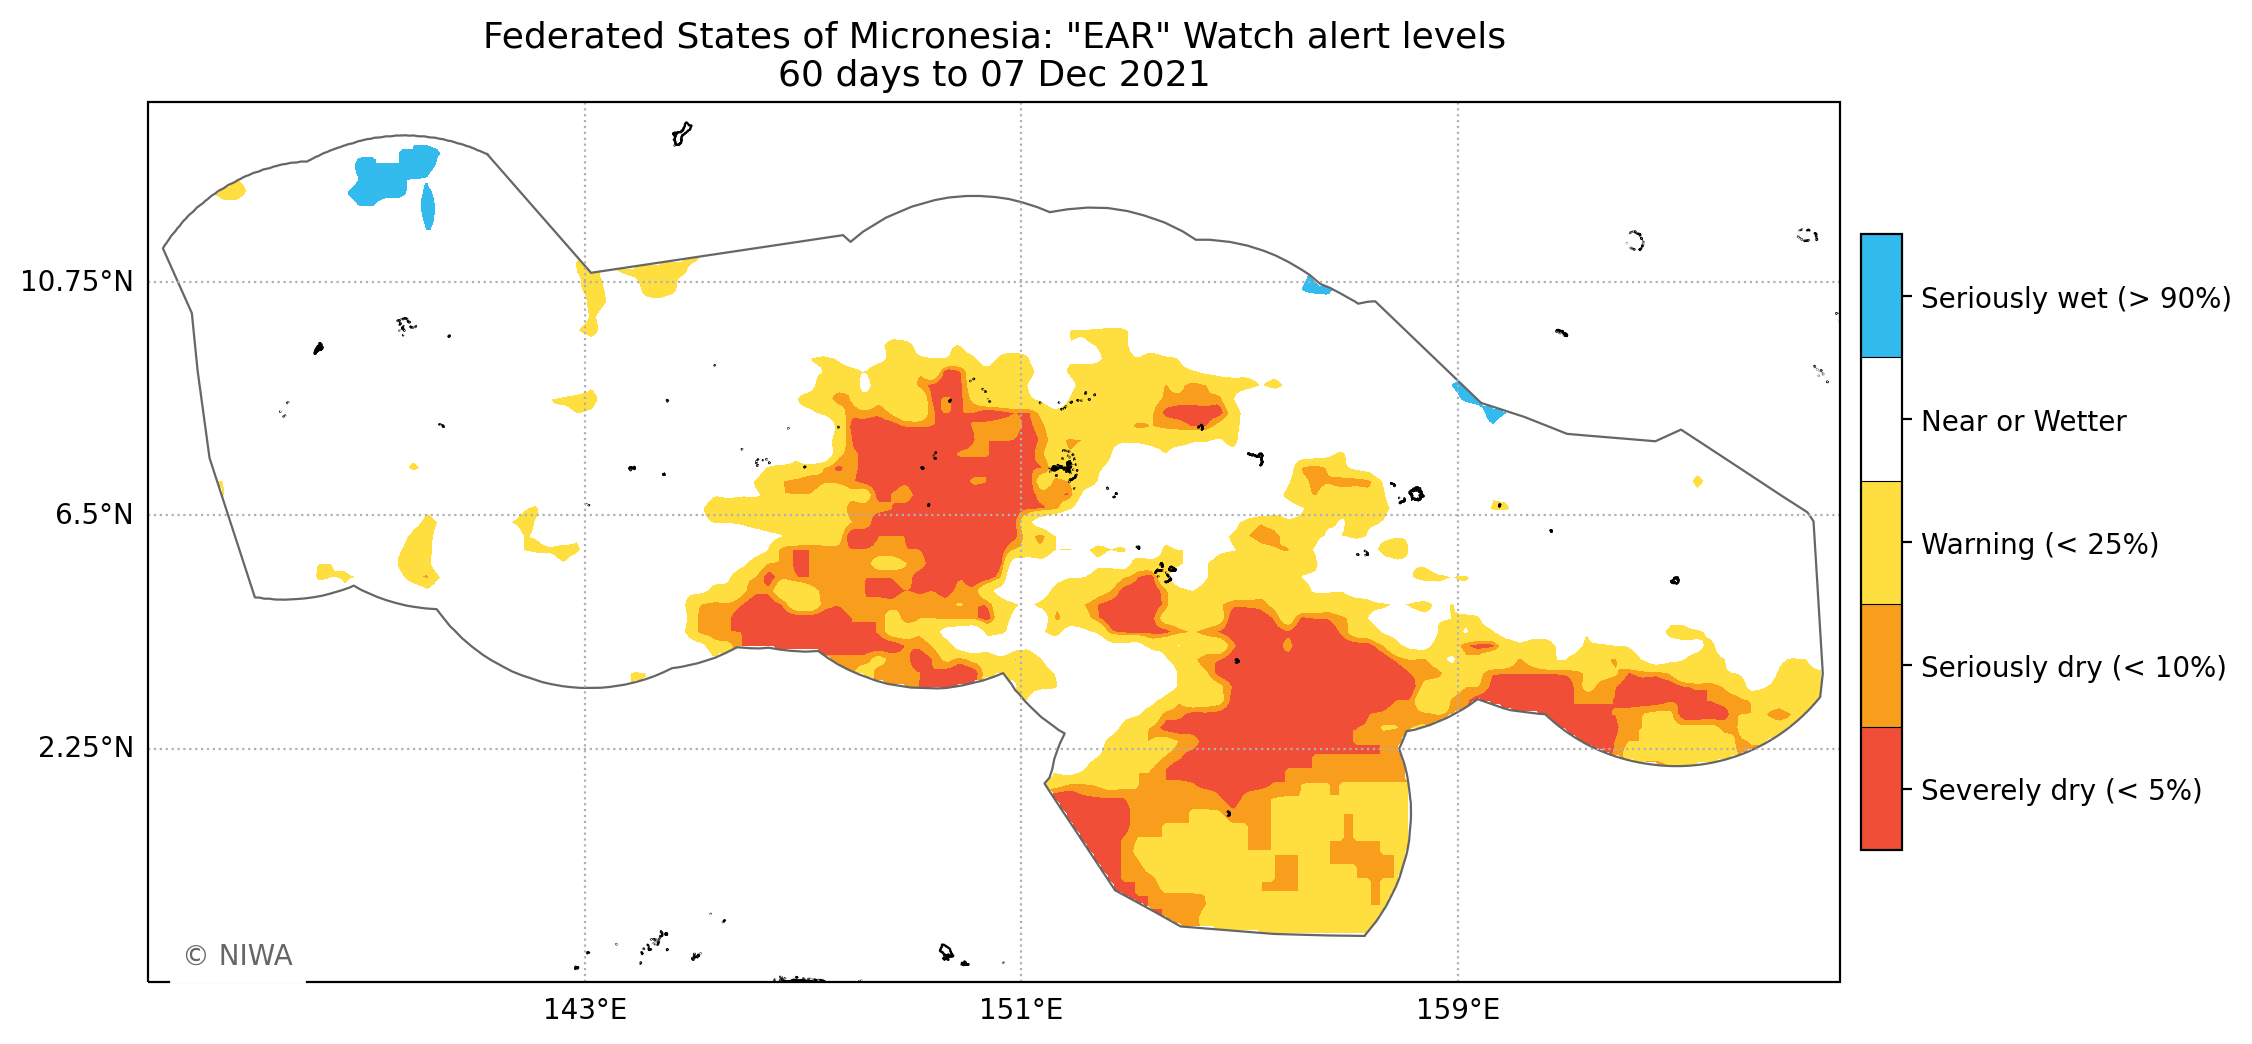 Federated States of Micronesia: "EAR" Watch alert levels
60 days to 07 Dec 2021
10.75°N
6.5°N
2.25°N
143°E
151°E
159°E
© NIWA
Seriously wet (> 90%)
Near or Wetter
Warning (< 25%)
Seriously dry (< 10%)
Severely dry (< 5%)